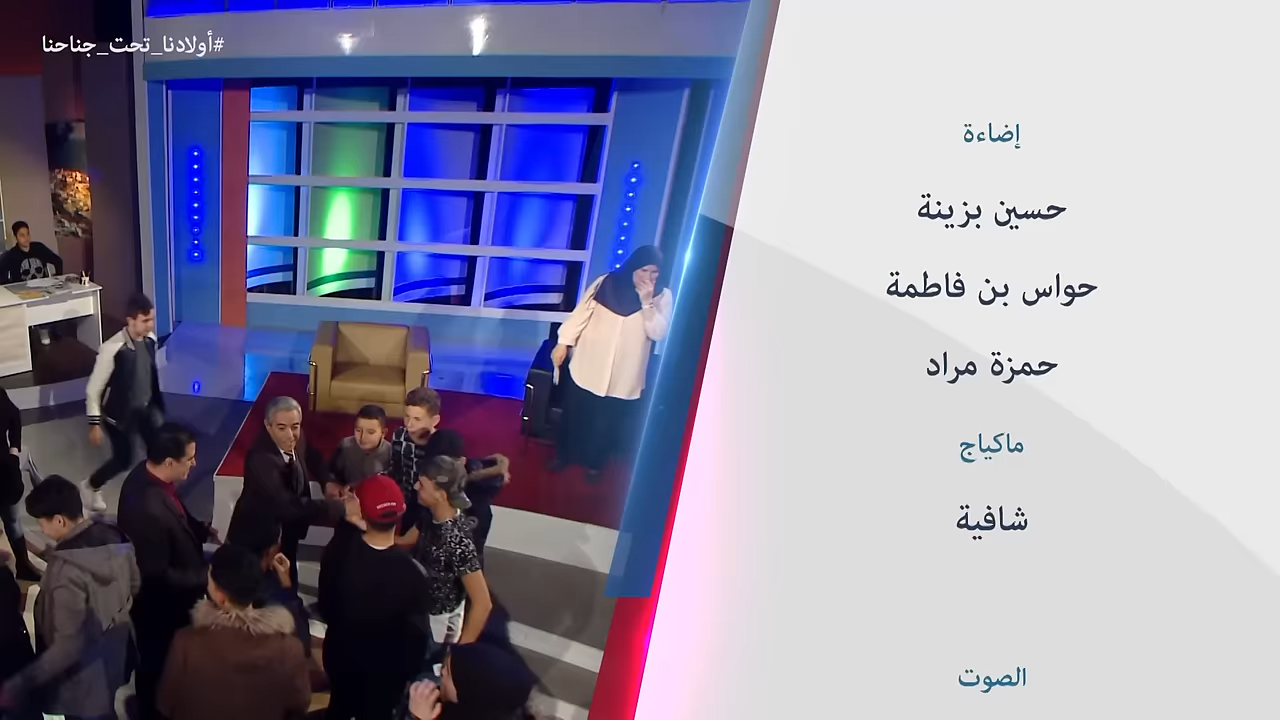 #أولادنا_تحت_جناحنا
إضاءة
حسين بزينة
حواس بن فاطمة
حمزة مراد
ماكياج
شافية
الصوت